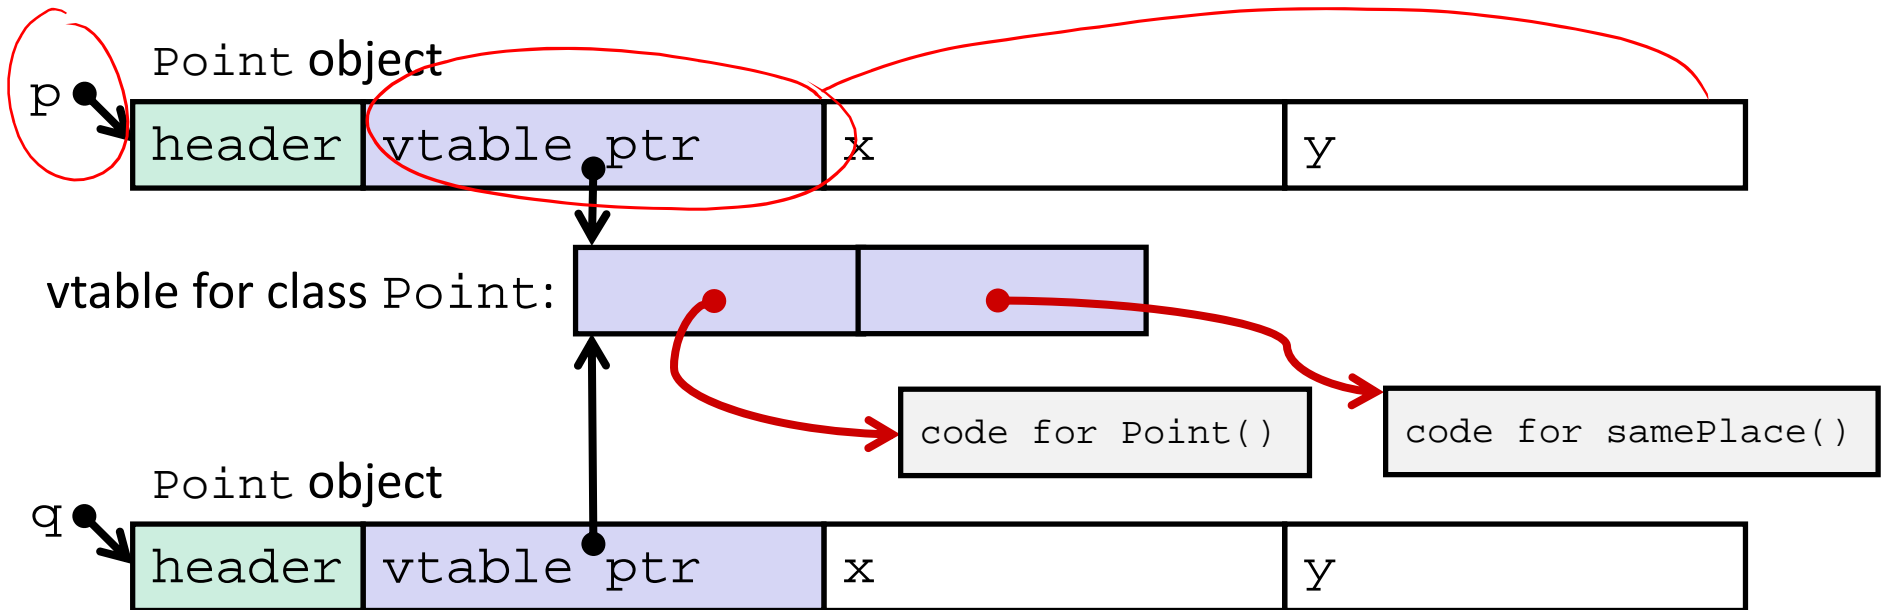 Point object
p
header vtable ptr x y
vtable for class Point:
code for Point() code for samePlace()
Point object
q
header vtable ptr x y